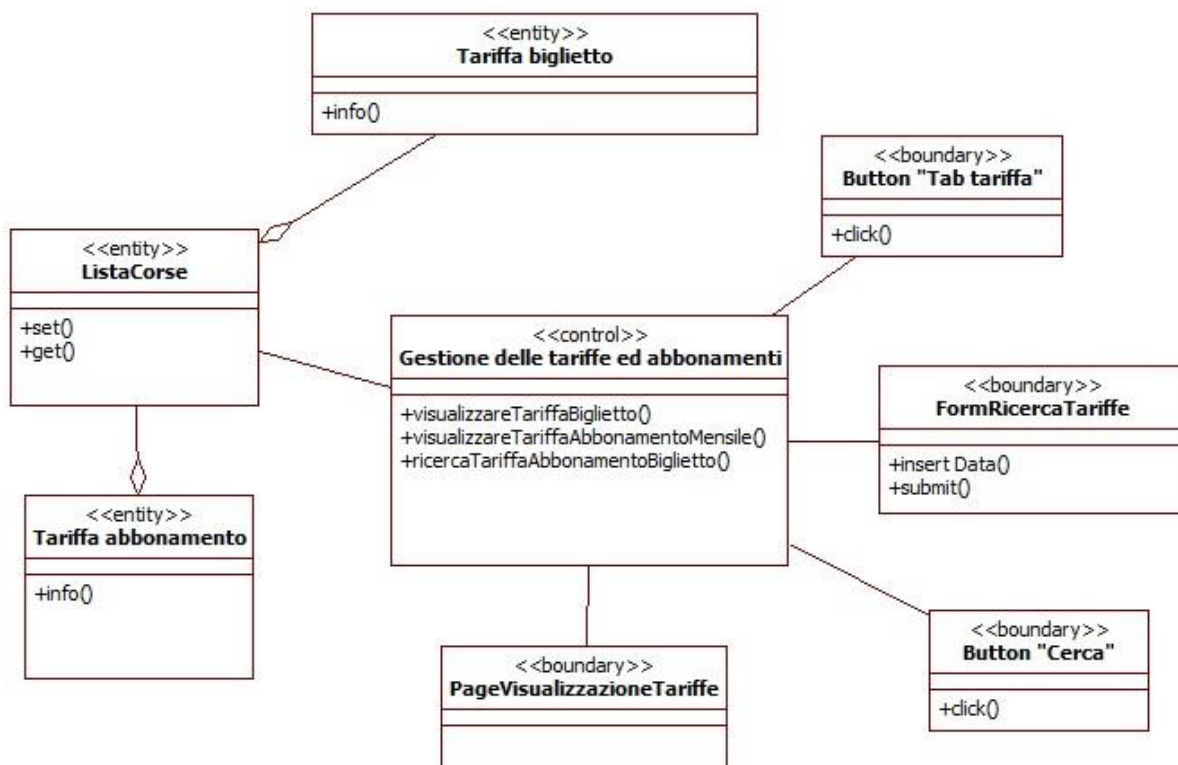 <<entity>>
Tariffa biglietto
+info()
<<boundary>>
Button "Tab tariffa"
+click()
<<entity>>
ListaCorse
+set()
+get()
<<control>>
Gestione delle tariffe ed abbonamenti
+visualizzareTariffaBiglietto()
+visualizzareTariffaAbbonamentoMensile()
+ricercaTariffaAbbonamentoBiglietto()
<<boundary>>
FormRicercaTariffe
+insert Data()
+submit()
<<entity>>
Tariffa abbonamento
+info()
<<boundary>>
Button "Cerca"
+click()
<<boundary>>
PageVisualizzazioneTariffe